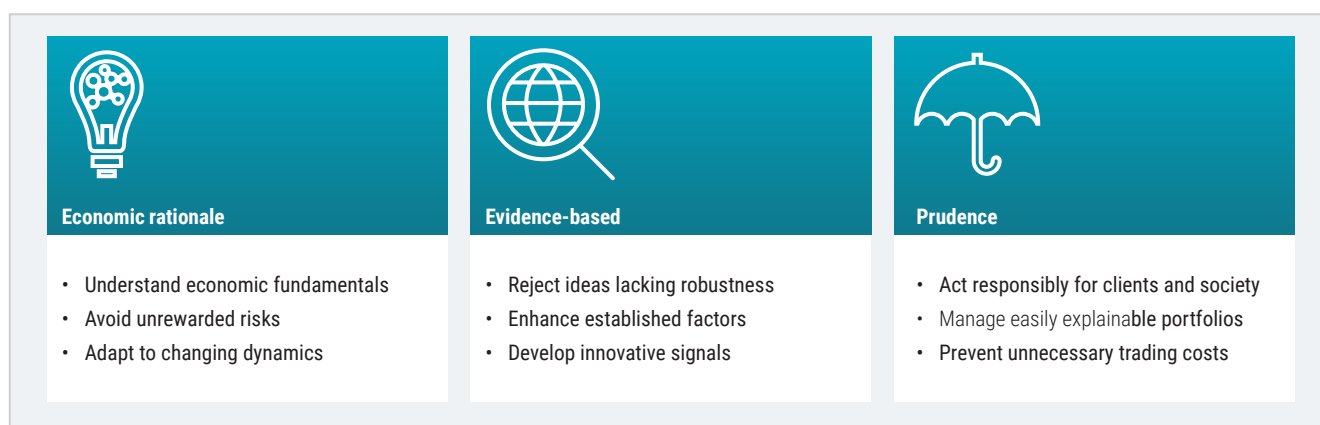 Economic rationale
• Understand economic fundamentals
• Avoid unrewarded risks
• Adapt to changing dynamics
Evidence-based
• Reject ideas lacking robustness
• Enhance established factors
• Develop innovative signals
Prudence
• Act responsibly for clients and society
• Manage easily explainable portfolios
• Prevent unnecessary trading costs